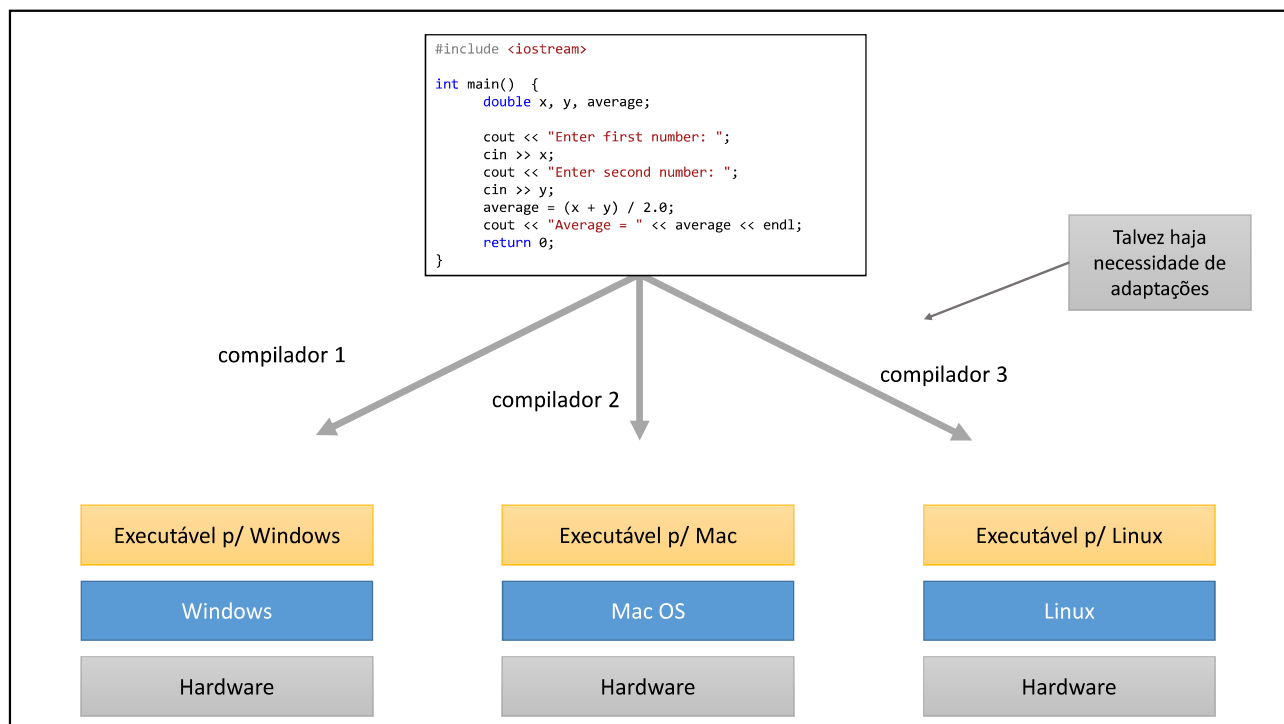 #include <iostream>
int main()  {
double x, y, average;
cout << "Enter first number: ";
cin >> x;
cout << "Enter second number: ";
cin >> y;
average = (x + y) / 2.0;
cout << "Average = " << average << endl;
return 0;
}
Talvez haja
necessidade de
adaptações
compilador 1
compilador 2
compilador 3
Executável p/ Windows
Executável p/ Mac
Executável p/ Linux
Windows
Mac OS
Linux
Hardware
Hardware
Hardware